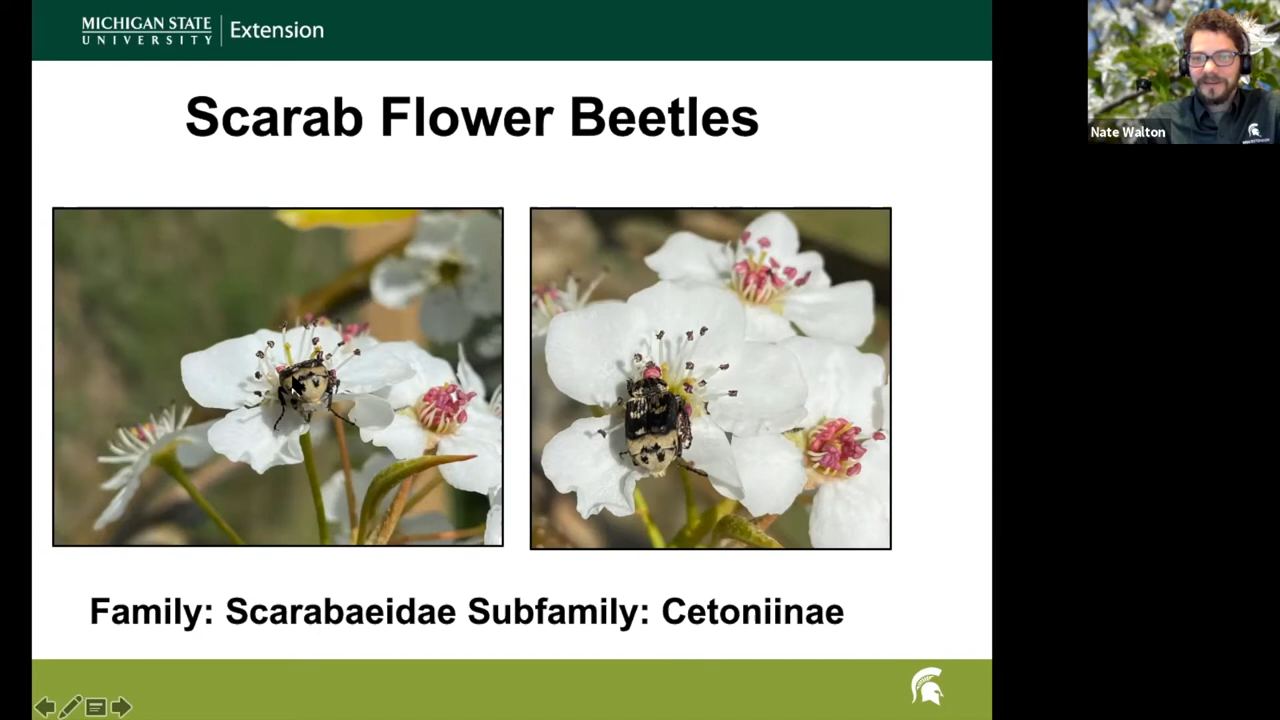 MICHIGAN STATE
UNIVERSITY
Extension
Nate Walton
Scarab Flower Beetles
Family: Scarabaeidae Subfamily: Cetoniinae